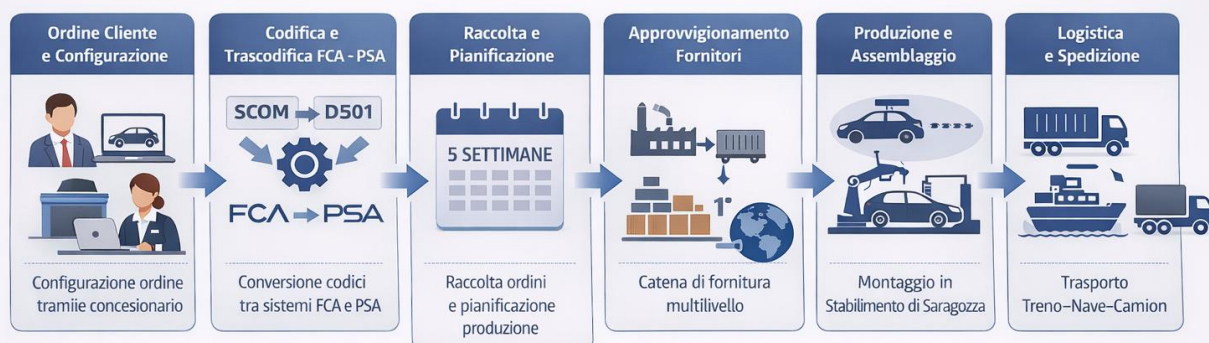 Ordine Cliente
e Configurazione
Configurazione ordine
tramiie concesionario
Codifica e
Trascodifica FCA - PSA
SCOM → D501
FCA → PSA
Conversione codici
tra sistemi FCA e PSA
Raccolta e
Pianificazione
5 SETTIMANE
Raccolta ordini
e pianificazione
produzione
Approvvigionamento
Fornitori
1°
Catena di fornitura
multilivello
Produzione e
Assemblaggio
Montaggio in
Stabilimento di Saragozza
Logistica
e Spedizione
Trasporto
Treno–Nave–Camion